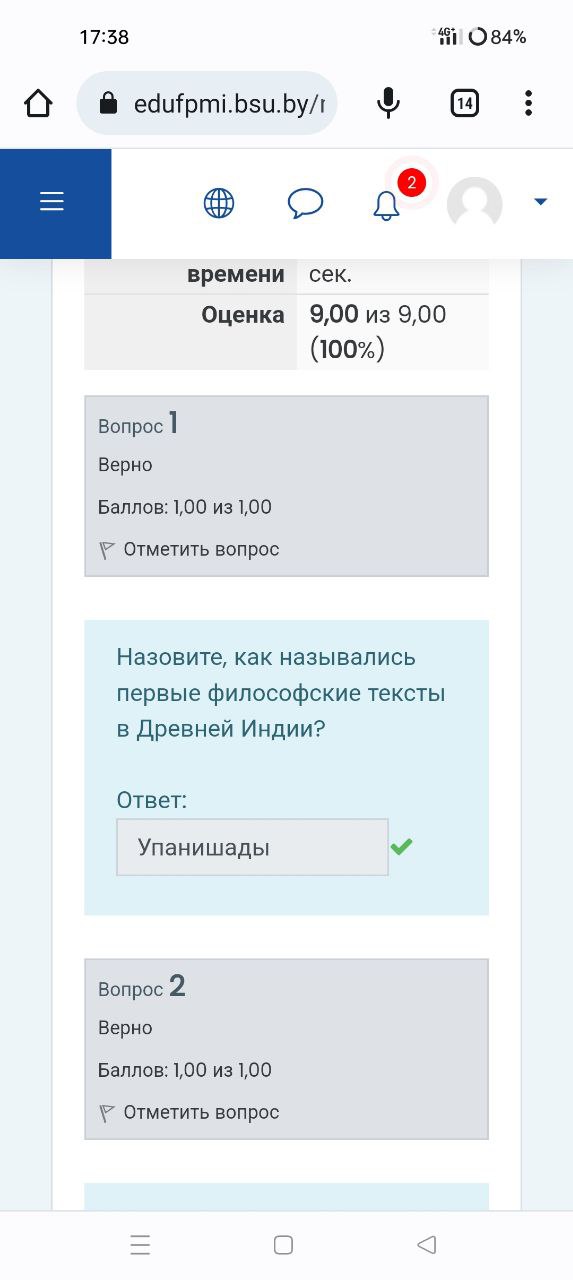 17:38
4G+ 84%
edufpmi.bsu.by/r
14
2
времени сек.
Оценка 9,00 из 9,00
(100%)
Вопрос 1
Верно
Баллов: 1,00 из 1,00
Отметить вопрос
Назовите, как назывались
первые философские тексты
в Древней Индии?
Ответ:
Упанишады
Вопрос 2
Верно
Баллов: 1,00 из 1,00
Отметить вопрос